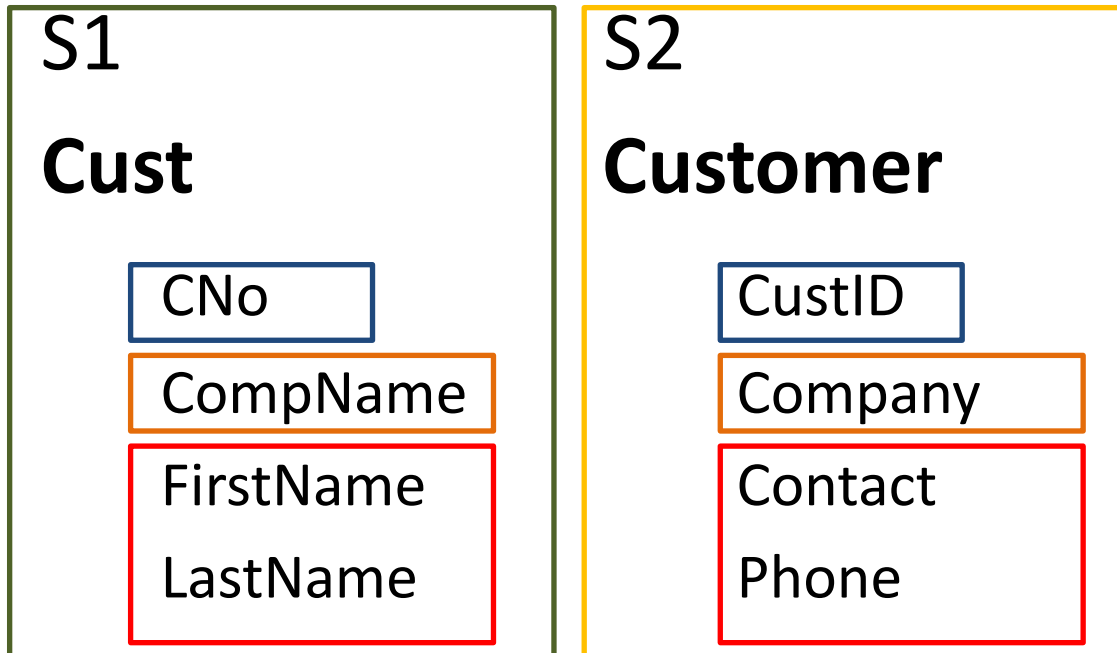 S1
Cust
CNo
CompName
FirstName
LastName
S2
Customer
CustID
Company
Contact
Phone